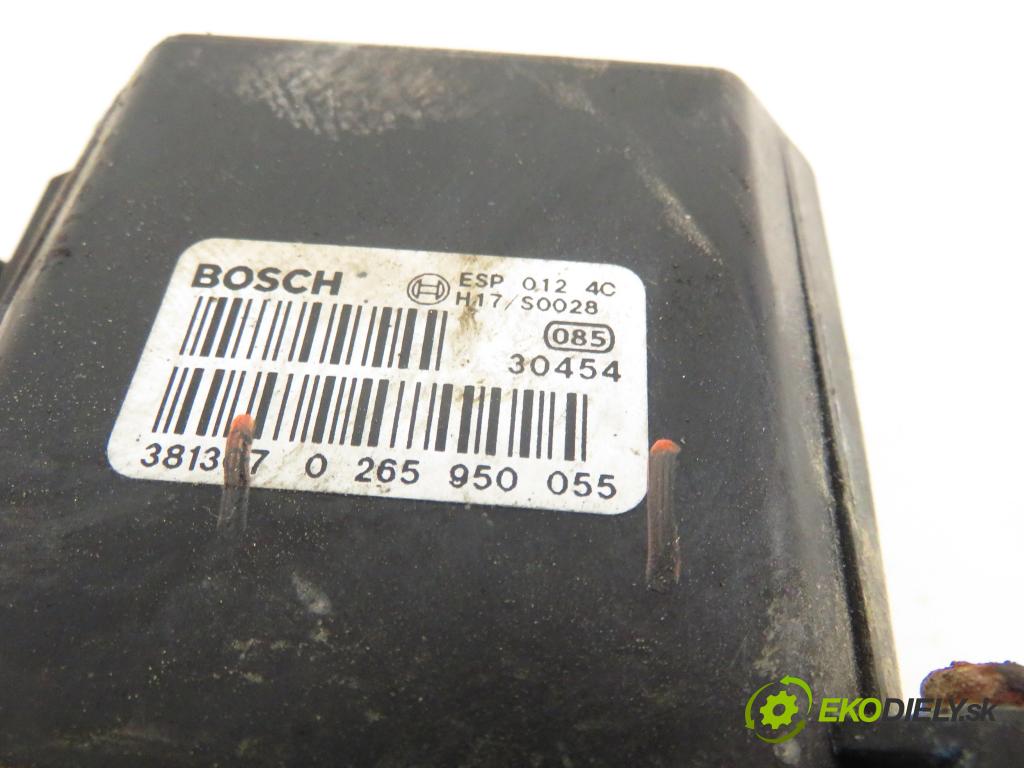 BOSCH ESP 012 4C
H17/S0028
085
30454
0 265 950 055
EKODIELY.sk